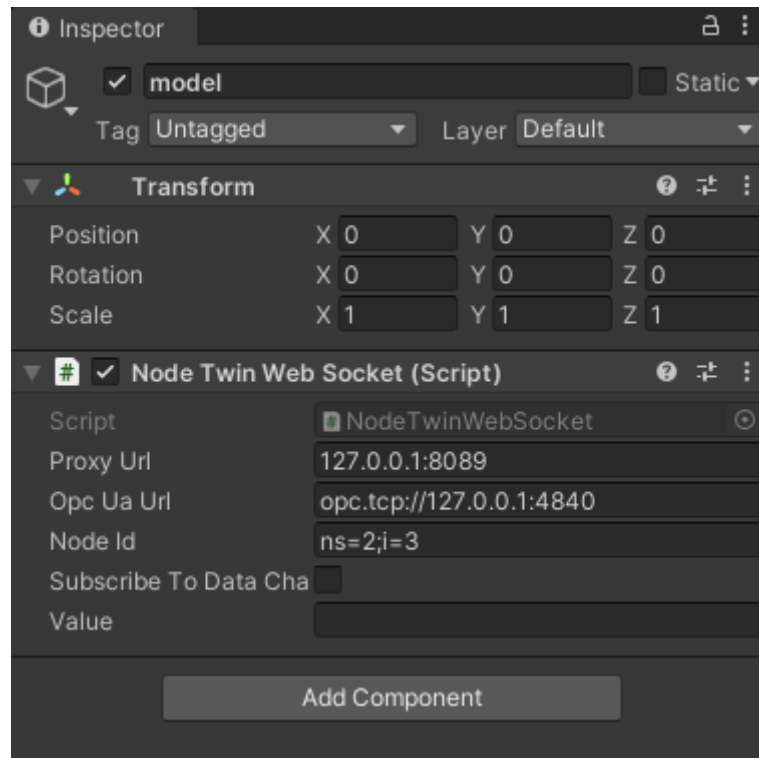 Inspector
model Static
Tag Untagged Layer Default
Transform
Position X 0 Y 0 Z 0
Rotation X 0 Y 0 Z 0
Scale X 1 Y 1 Z 1
# Node Twin Web Socket (Script)
Script # NodeTwinWebSocket
Proxy Url 127.0.0.1:8089
Opc Ua Url opc.tcp://127.0.0.1:4840
Node Id ns=2;i=3
Subscribe To Data Cha
Value
Add Component